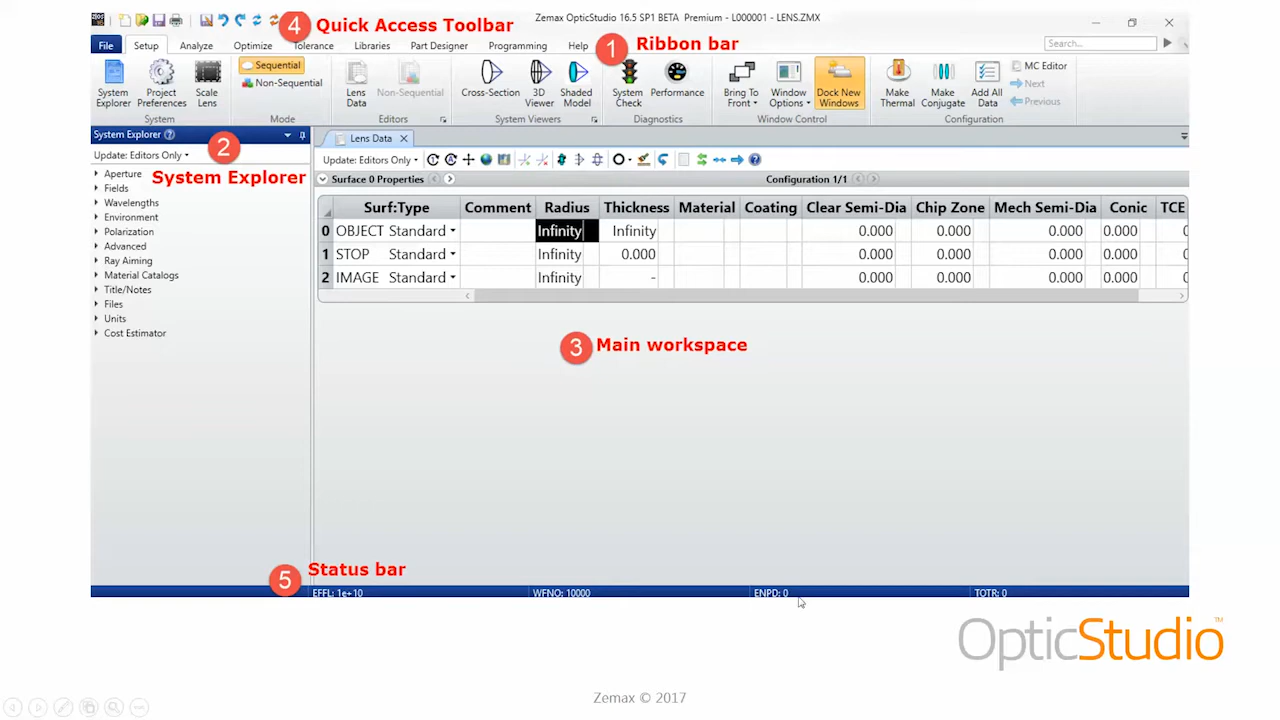 Zemax OpticStudio 16.5 SP1 BETA Premium - L000001 - LENS.ZMX
4 Quick Access Toolbar
File Setup Analyze Optimize Tolerance Libraries Part Designer Programming Help
1 Ribbon bar
Search...
System Explorer
Project Preferences
Scale Lens
System
Sequential
Non-Sequential
Mode
Lens Data
Non-Sequential
Editors
Cross-Section
3D Viewer
Shaded Model
System Viewers
System Check
Performance
Diagnostics
Bring To Front
Window Options
Dock New Windows
Window Control
Make Thermal
Make Conjugate
Add All Data
MC Editor
Next
Previous
Configuration
System Explorer ?
Update: Editors Only
2
System Explorer
Aperture
Fields
Wavelengths
Environment
Polarization
Advanced
Ray Aiming
Material Catalogs
Title/Notes
Files
Units
Cost Estimator
Lens Data
Update: Editors Only
Surface 0 Properties
Configuration 1/1
Surf:Type Comment Radius Thickness Material Coating Clear Semi-Dia Chip Zone Mech Semi-Dia Conic TCE
0 OBJECT Standard Infinity Infinity 0.000 0.000 0.000 0.000
1 STOP Standard Infinity 0.000 0.000 0.000 0.000 0.000
2 IMAGE Standard Infinity - 0.000 0.000 0.000 0.000
3 Main workspace
5 Status bar
EFFL: 1e+10 WFNO: 10000 ENPD: 0 TOTR: 0
OpticStudio™
Zemax © 2017